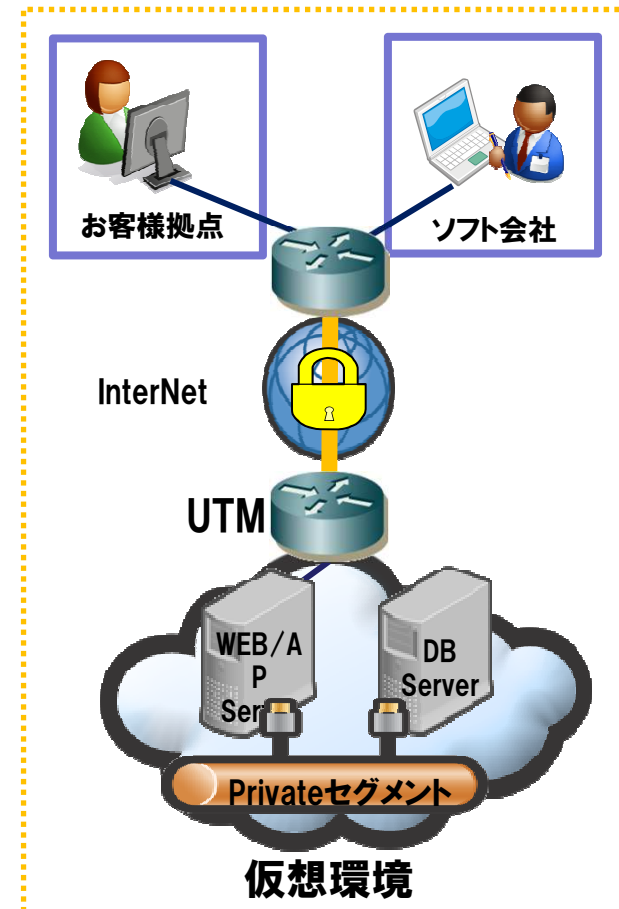 お客様拠点
ソフト会社
InterNet
UTM
WEB/A
P
Ser
DB
Server
Privateセグメント
仮想環境